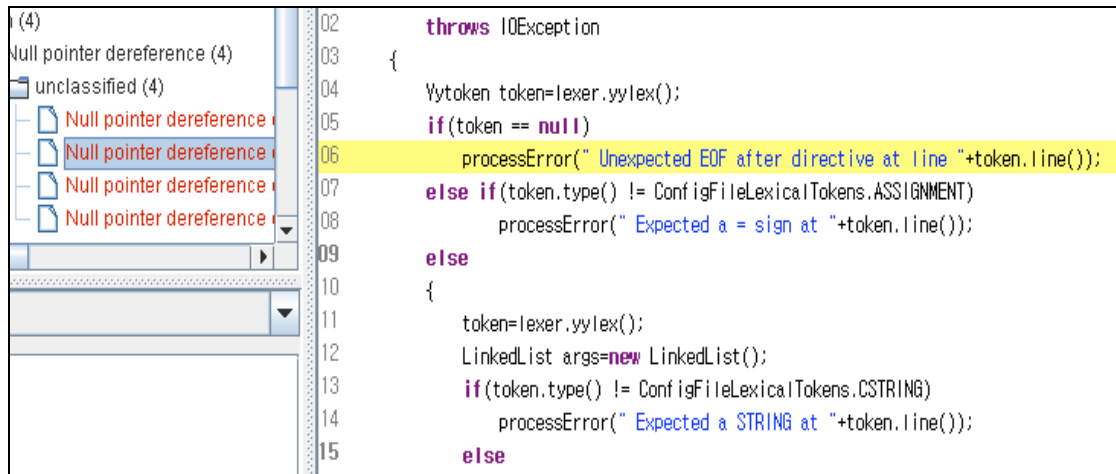 (4)
Null pointer dereference (4)
unclassified (4)
Null pointer dereference
Null pointer dereference
Null pointer dereference
Null pointer dereference
02 throws IOException
03 {
04 Yytoken token=lexer.yylex();
05 if(token == null)
06 processError(" Unexpected EOF after directive at line "+token.line());
07 else if(token.type() != ConfigFileLexicalTokens.ASSIGNMENT)
08 processError(" Expected a = sign at "+token.line());
09 else
10 {
11 token=lexer.yylex();
12 LinkedList args=new LinkedList();
13 if(token.type() != ConfigFileLexicalTokens.CSTRING)
14 processError(" Expected a STRING at "+token.line());
15 else